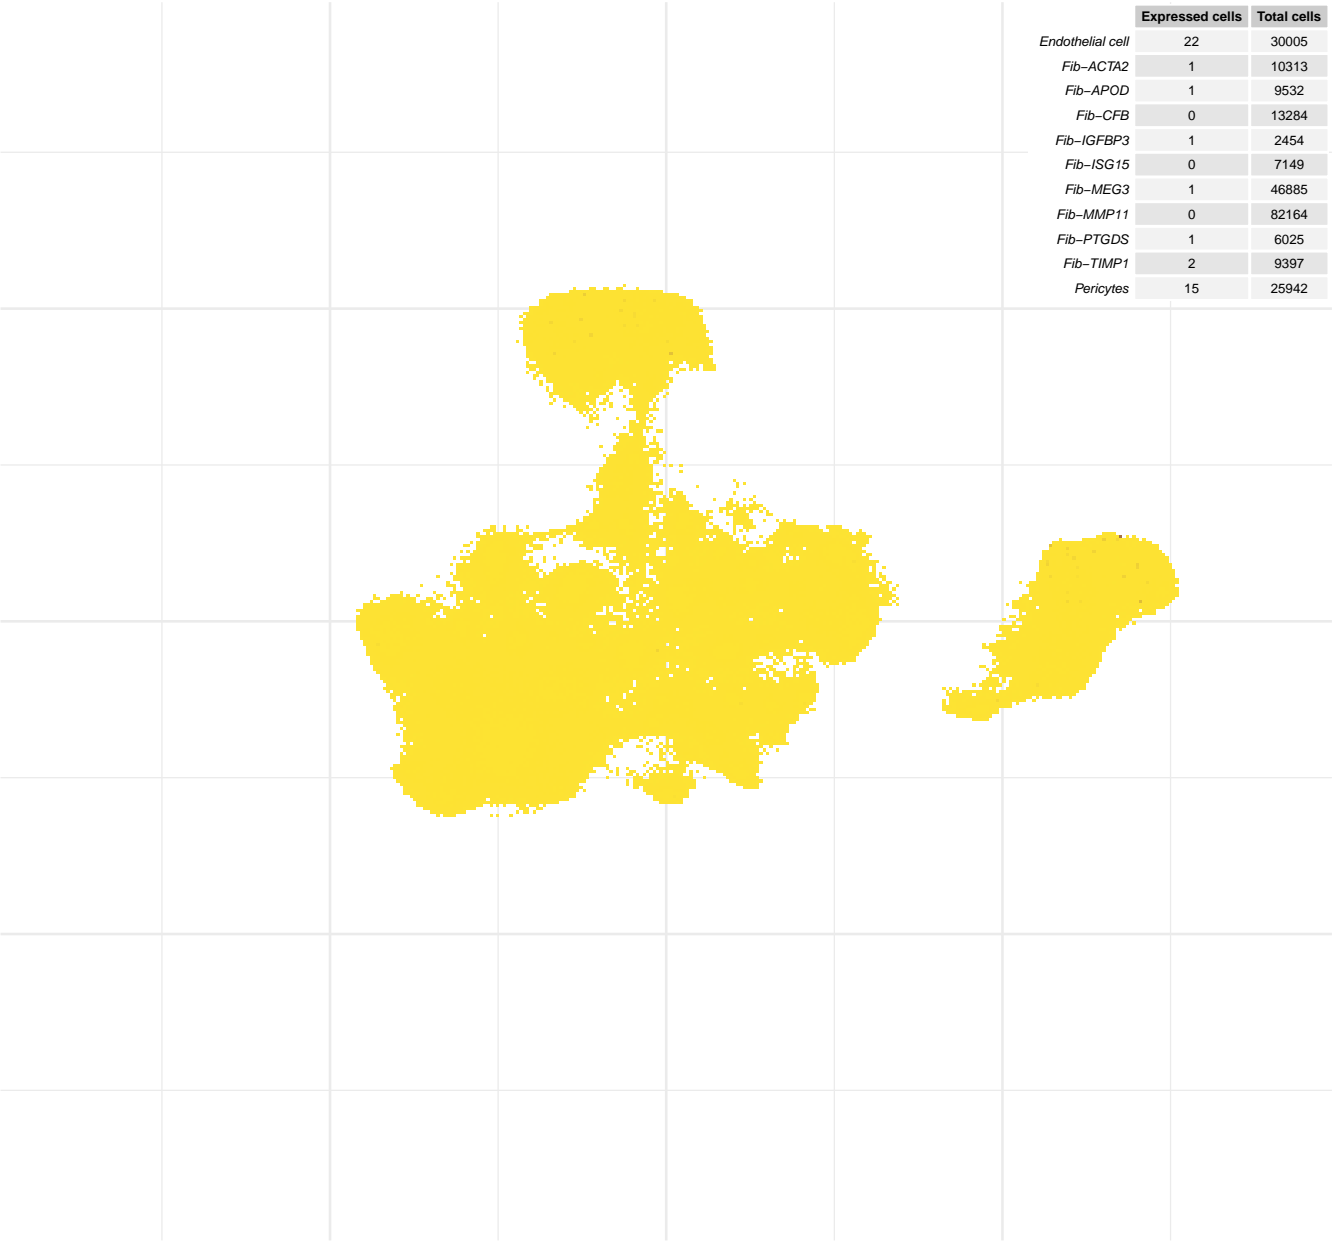 Expressed cells Total cells
Endothelial cell 22 30005
Fib−ACTA2 1 10313
Fib−APOD 1 9532
Fib−CFB 0 13284
Fib−IGFBP3 1 2454
Fib−ISG15 0 7149
Fib−MEG3 1 46885
Fib−MMP11 0 82164
Fib−PTGDS 1 6025
Fib−TIMP1 2 9397
Pericytes 15 25942